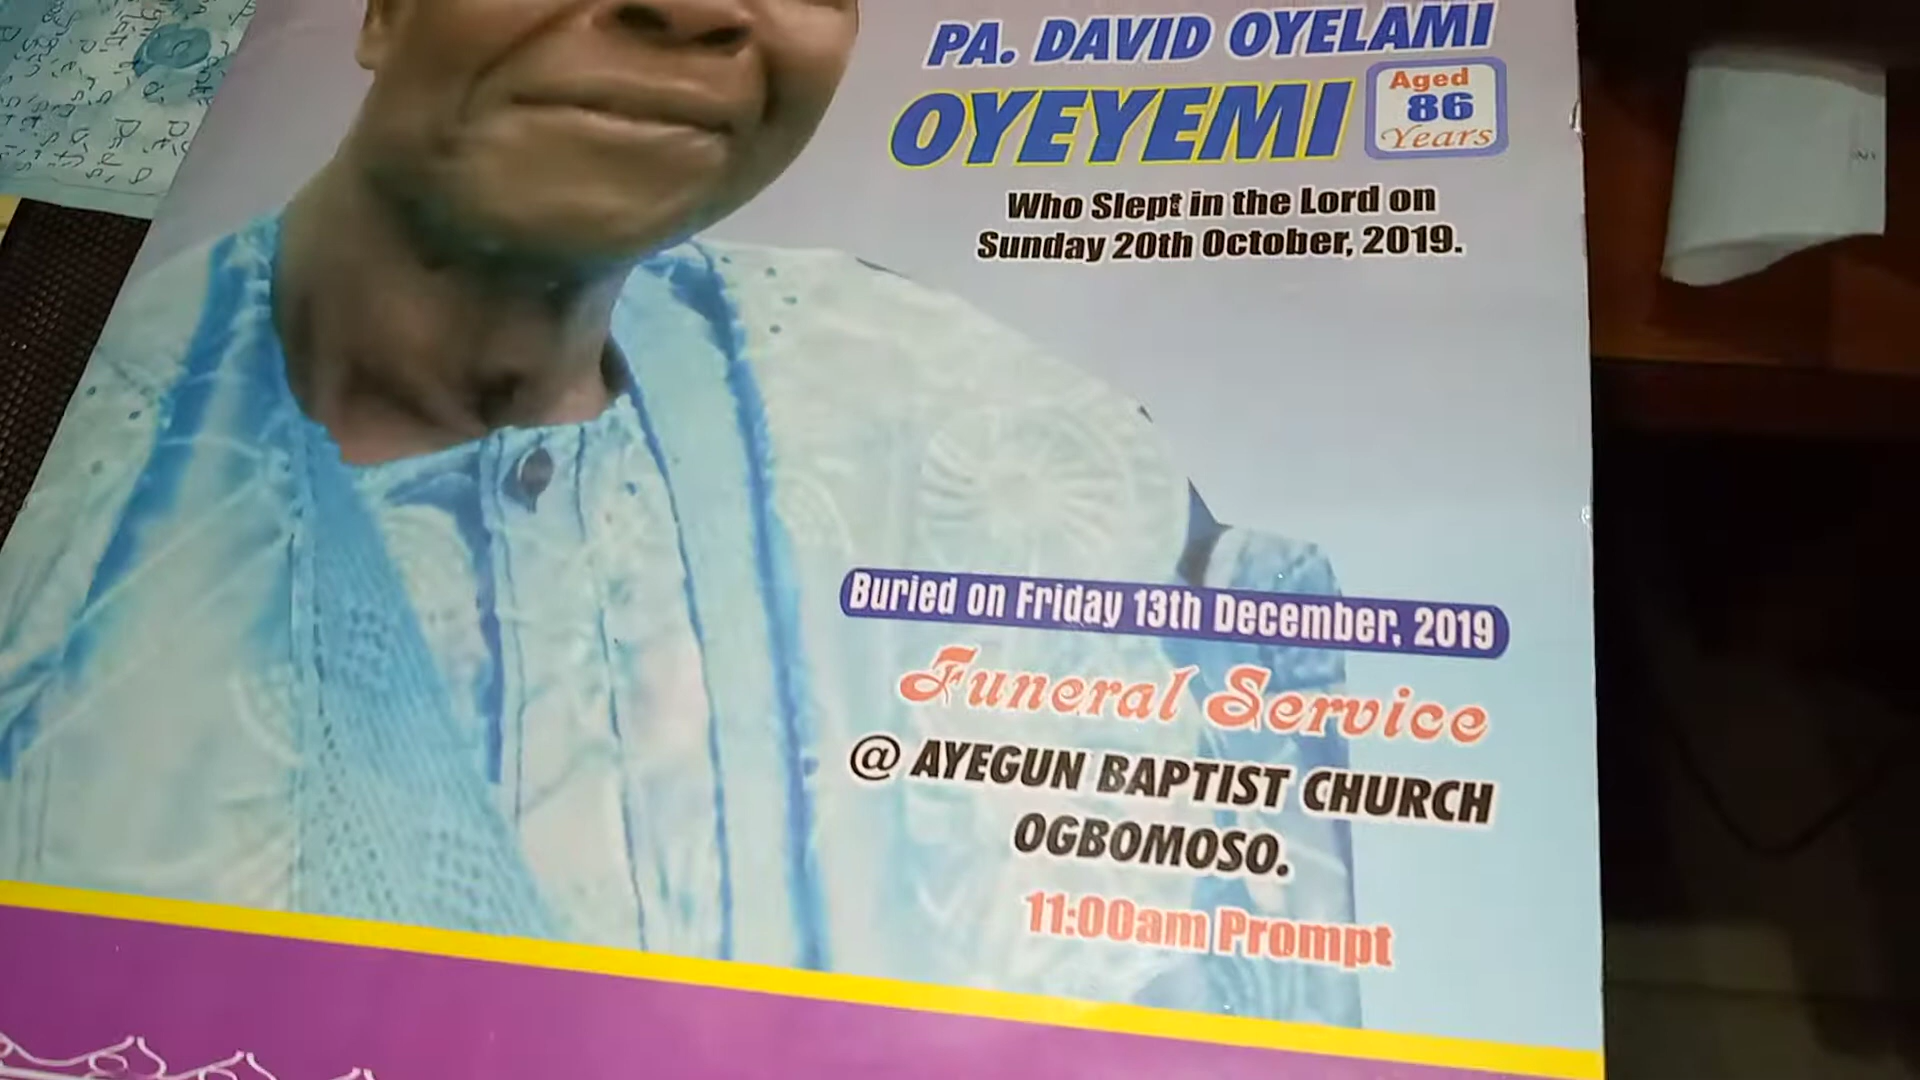 PA. DAVID OYELAMI
OYEYEMI
Aged
86
Years
Who Slept in the Lord on
Sunday 20th October, 2019.
Buried on Friday 13th December, 2019
Funeral Service
@ AYEGUN BAPTIST CHURCH
OGBOMOSO.
11:00am Prompt